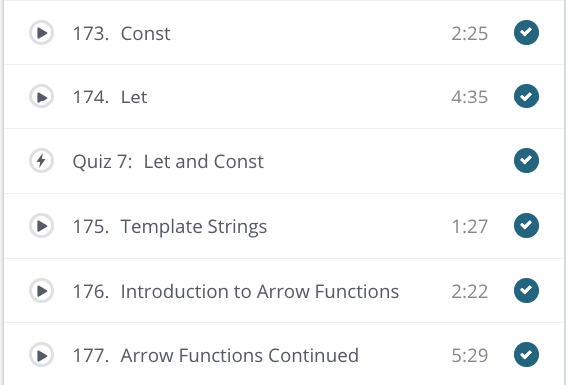 173. Const 2:25
174. Let 4:35
Quiz 7: Let and Const
175. Template Strings 1:27
176. Introduction to Arrow Functions 2:22
177. Arrow Functions Continued 5:29